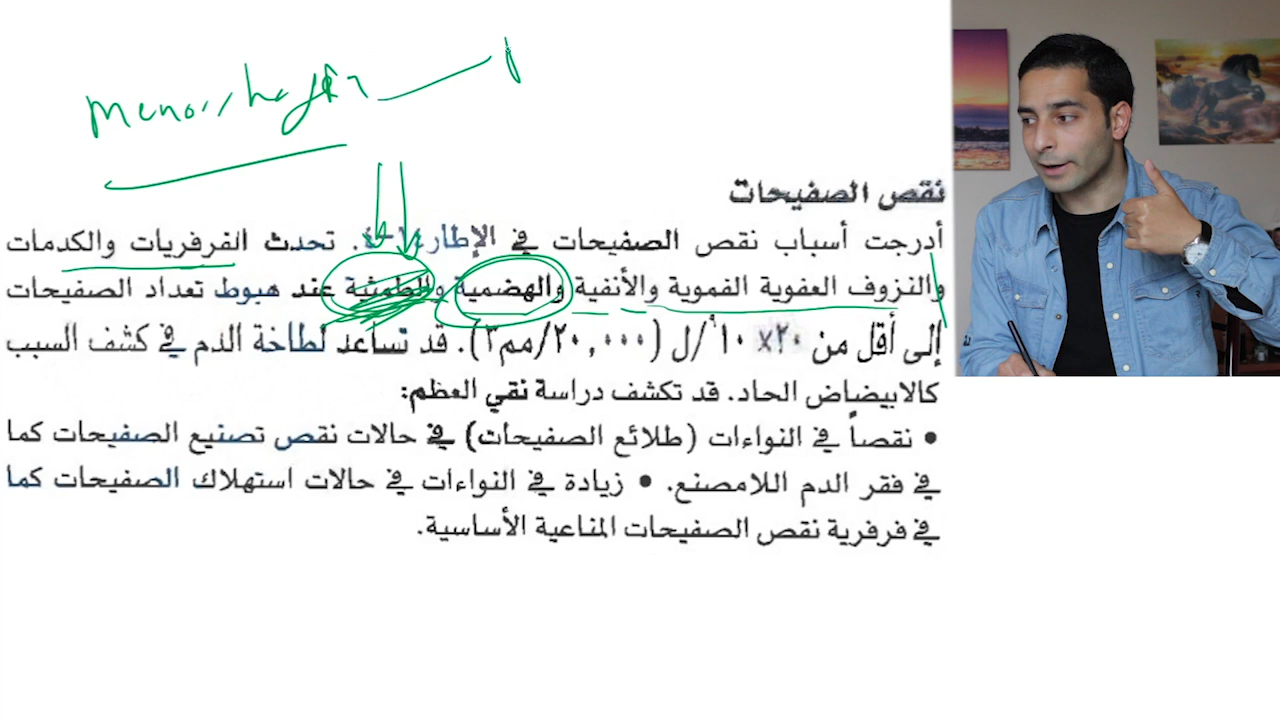 menorrhagia
نقص الصفيحات
أدرجت أسباب نقص الصفيحات في الإطار. تحدث الفرفريات والكدمات
والنزوف العفوية الفموية والأنفية والهضمية والطمثية عند هبوط تعداد الصفيحات
إلى أقل من ٢٠× ١٠⁹/ل (٢٠,٠٠٠/مم٣). قد تساعد لطاخة الدم في كشف السبب
كالابيضاض الحاد. قد تكشف دراسة نقي العظم:
• نقصاً في النواءات (طلائع الصفيحات) في حالات نقص تصنيع الصفيحات كما
في فقر الدم اللامصنع. • زيادة في النواءات في حالات استهلاك الصفيحات كما
في فرفرية نقص الصفيحات المناعية الأساسية.